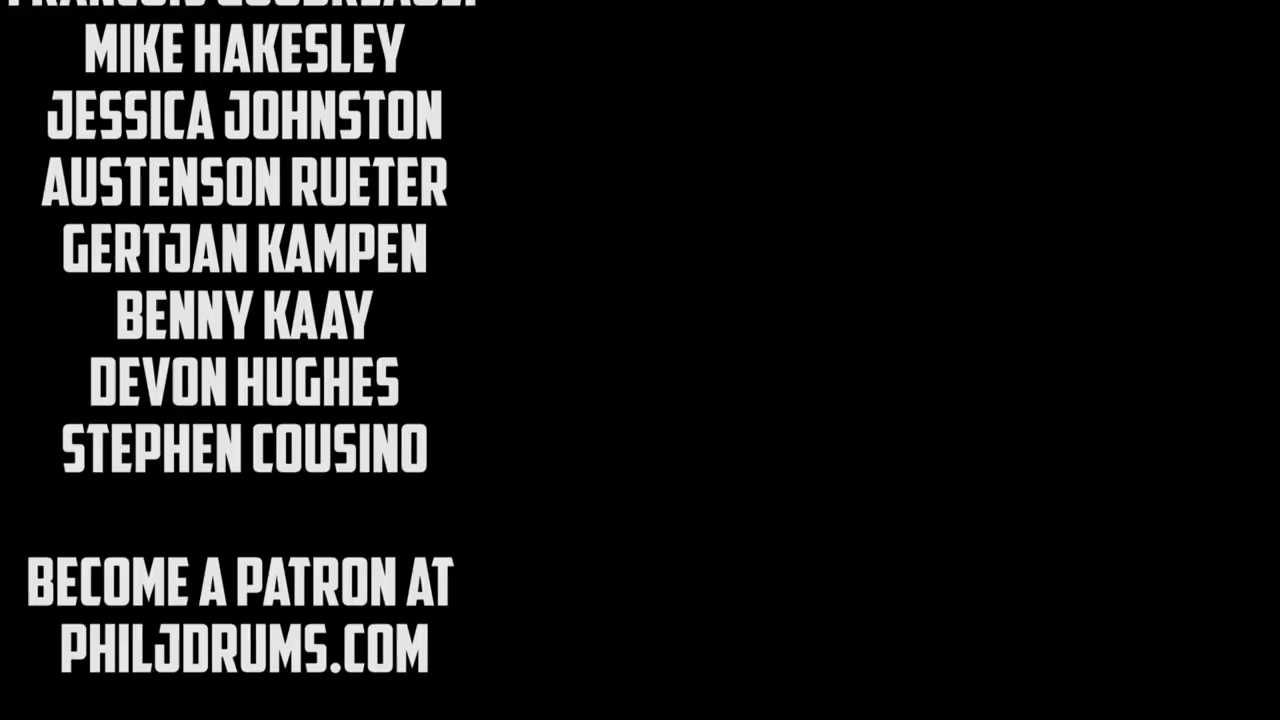 MIKE HAKESLEY
JESSICA JOHNSTON
AUSTENSON RUETER
GERTJAN KAMPEN
BENNY KAAY
DEVON HUGHES
STEPHEN COUSINO
BECOME A PATRON AT
PHILJDRUMS.COM